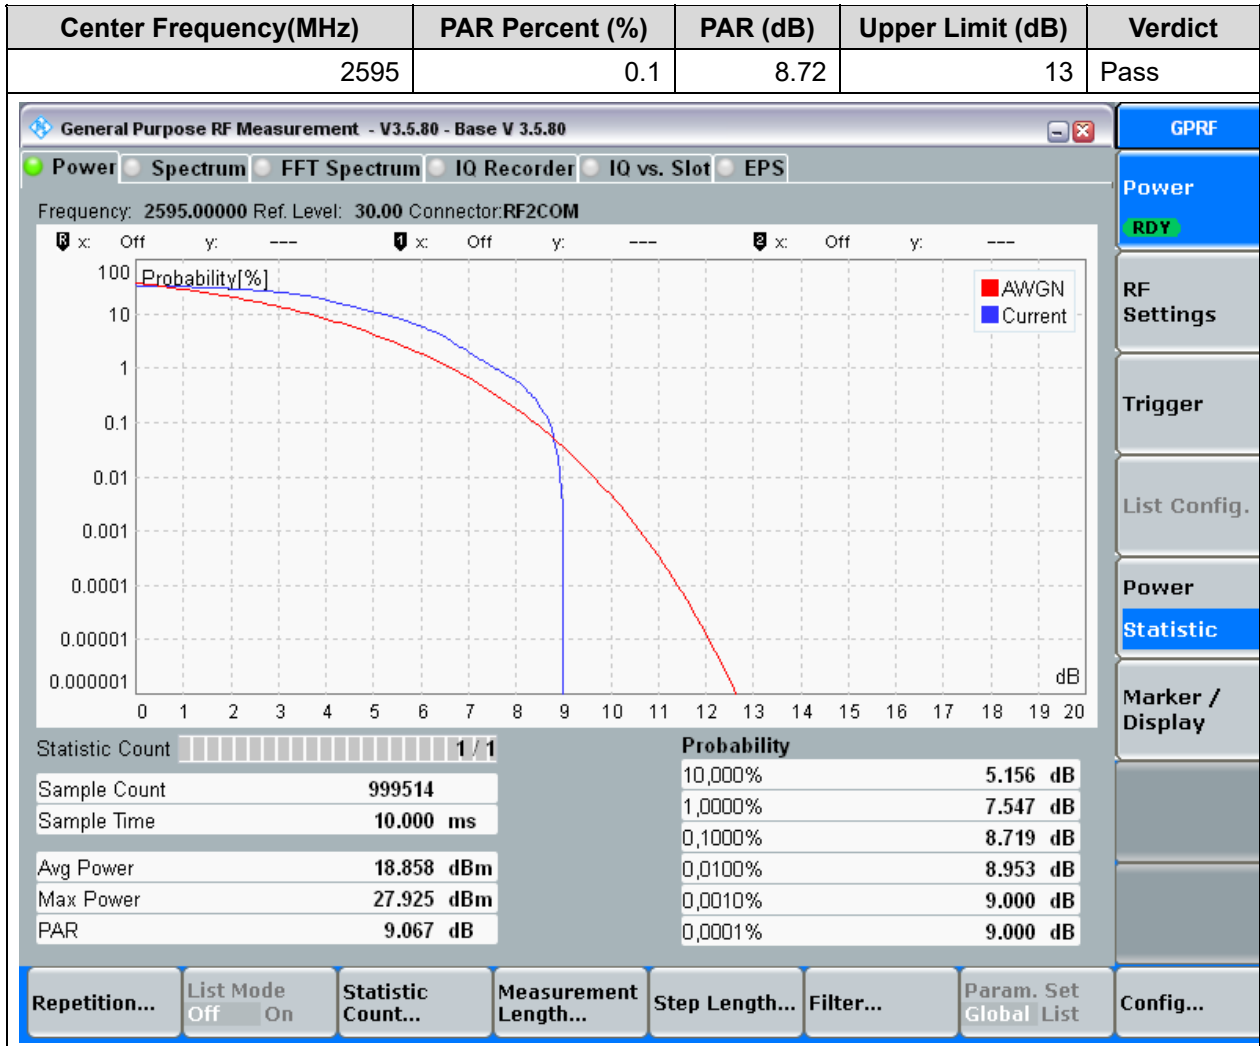 Center Frequency(MHz) PAR Percent (%) PAR (dB) Upper Limit (dB) Verdict
2595 0.1 8.72 13 Pass
General Purpose RF Measurement - V3.5.80 - Base V 3.5.80
GPRF
Power Spectrum FFT Spectrum IQ Recorder IQ vs. Slot EPS
Frequency: 2595.00000 Ref. Level: 30.00 Connector:RF2COM
R x: Off y: --- 1 x: Off y: --- 2 x: Off y: ---
Probability[%]
AWGN
Current
100
10
1
0.1
0.01
0.001
0.0001
0.00001
0.000001
dB
0 1 2 3 4 5 6 7 8 9 10 11 12 13 14 15 16 17 18 19 20
Statistic Count 1 / 1
Sample Count 999514
Sample Time 10.000 ms
Avg Power 18.858 dBm
Max Power 27.925 dBm
PAR 9.067 dB
Probability
10,000% 5.156 dB
1,0000% 7.547 dB
0,1000% 8.719 dB
0,0100% 8.953 dB
0,0010% 9.000 dB
0,0001% 9.000 dB
Power
RDY
RF
Settings
Trigger
List Config.
Power
Statistic
Marker /
Display
Repetition...
List Mode
Off On
Statistic
Count...
Measurement
Length...
Step Length...
Filter...
Param. Set
Global List
Config...